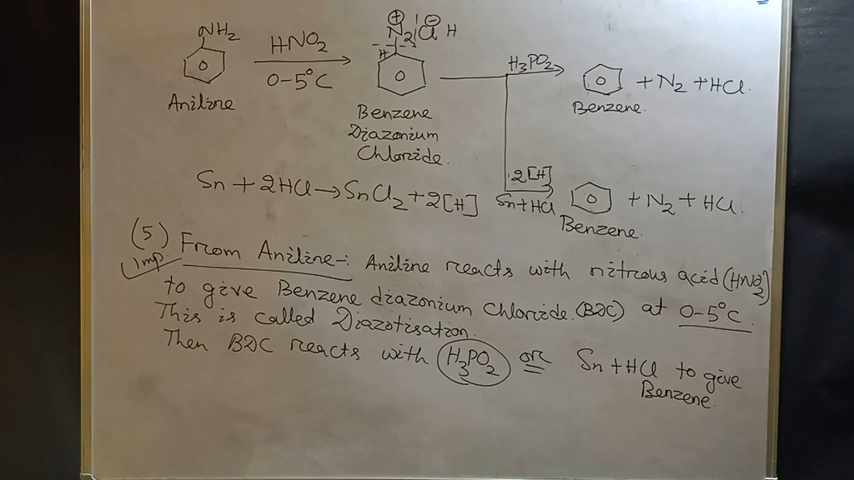 NH₂
HNO₂
0-5°C
Aniline
⊕ ⊖
N₂ Cl H
H
Benzene
Diazonium
Chloride.
H₃PO₂
+ N₂ + HCl.
Benzene.
Sn + 2HCl → SnCl₂ + 2[H]
2[H]
Sn+HCl
+ N₂ + HCl.
Benzene.
(5) From Aniline-: Aniline reacts with nitrous acid (HNO₂)
Imp.
to give Benzene diazonium Chloride.(BDC) at 0-5°C.
This is called Diazotisation.
Then BDC reacts with H₃PO₂ or Sn+HCl to give
Benzene.